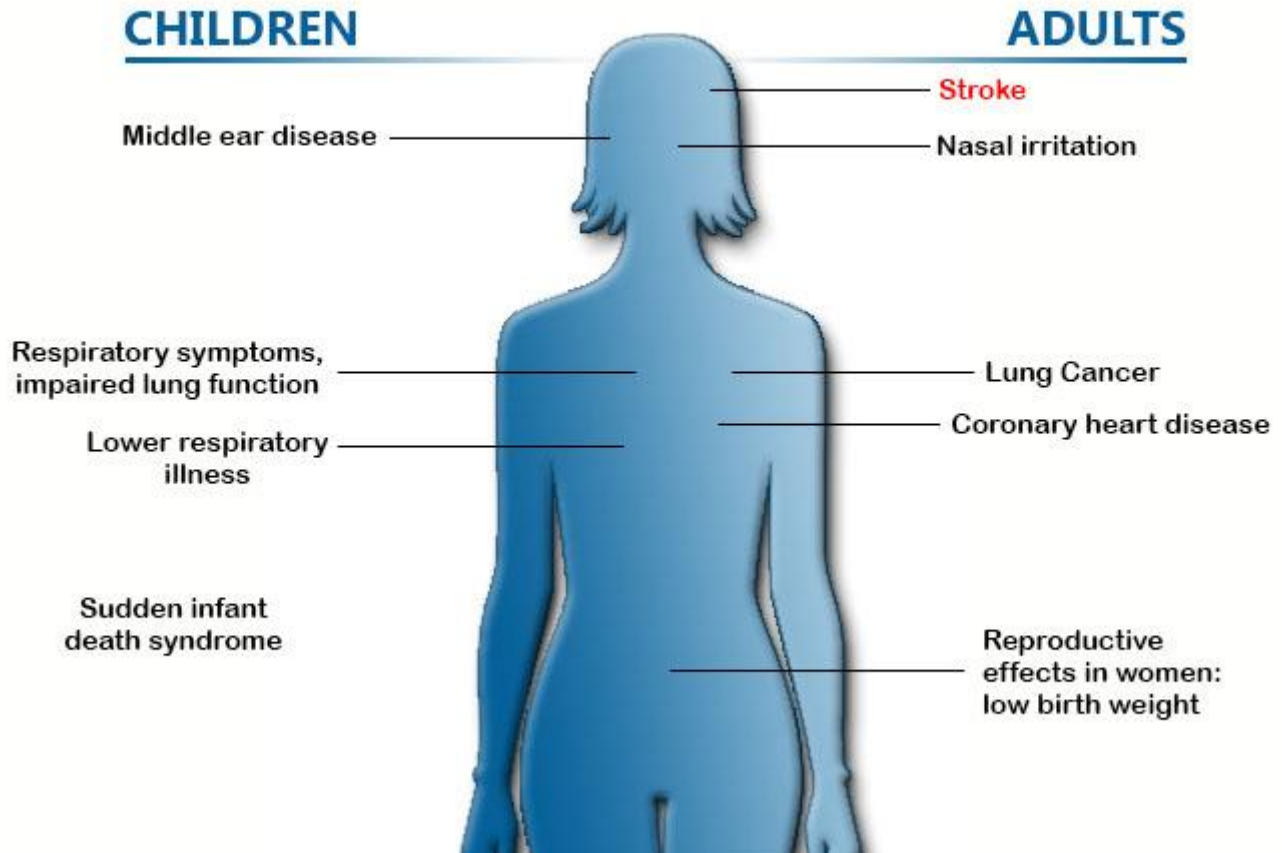 CHILDREN
ADULTS
Stroke
Middle ear disease
Nasal irritation
Respiratory symptoms,
impaired lung function
Lung Cancer
Coronary heart disease
Lower respiratory
illness
Sudden infant
death syndrome
Reproductive
effects in women:
low birth weight